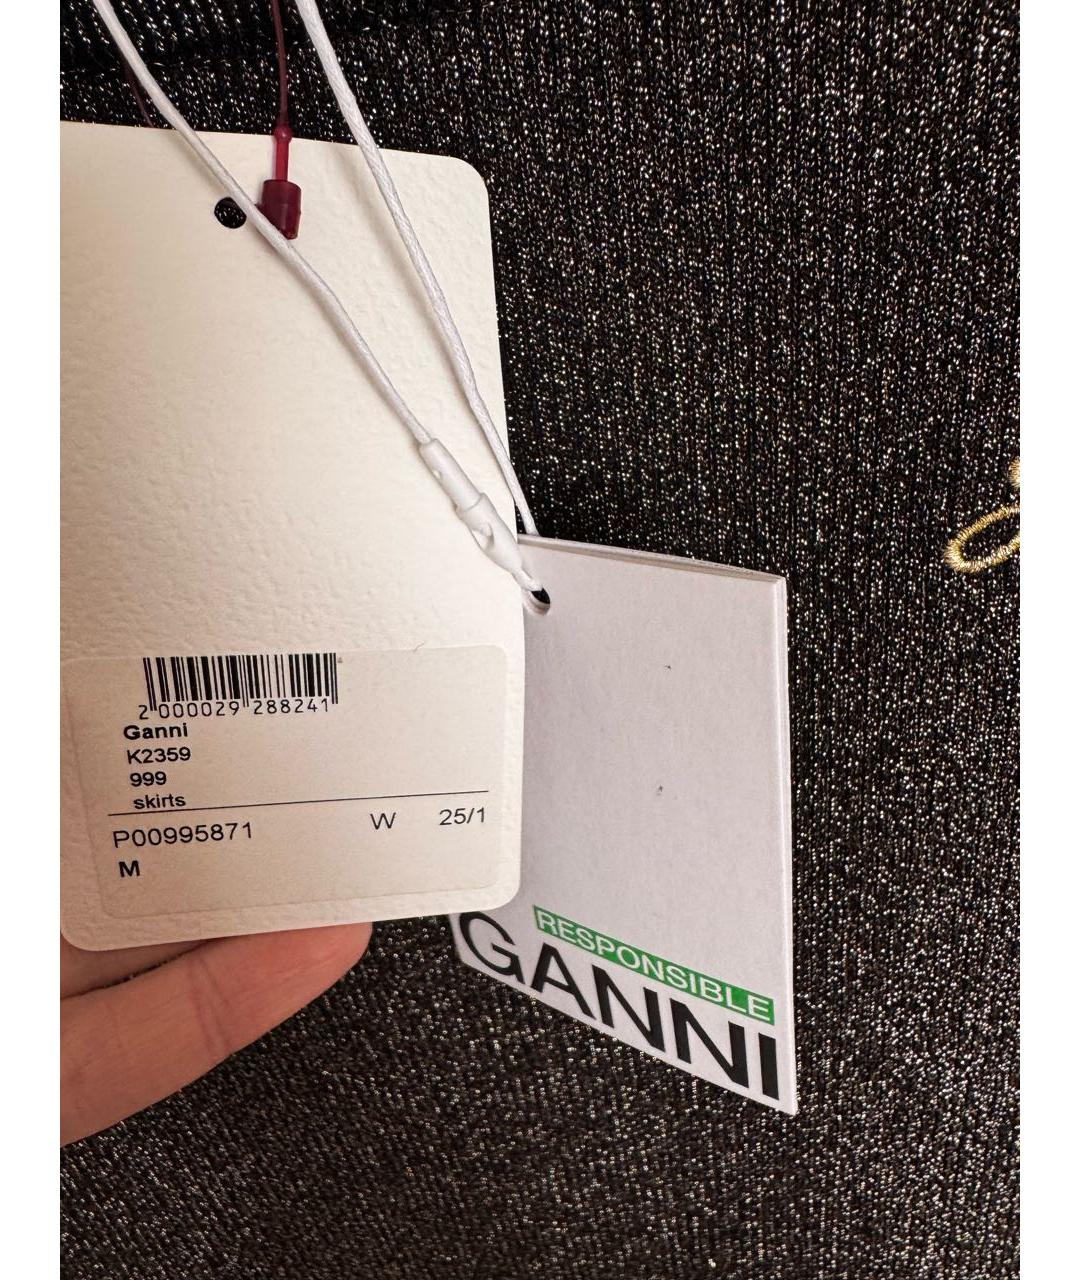 2 000029 288241
Ganni
K2359
999
skirts
P00995871 W 25/1
M
RESPONSIBLE
GANNI